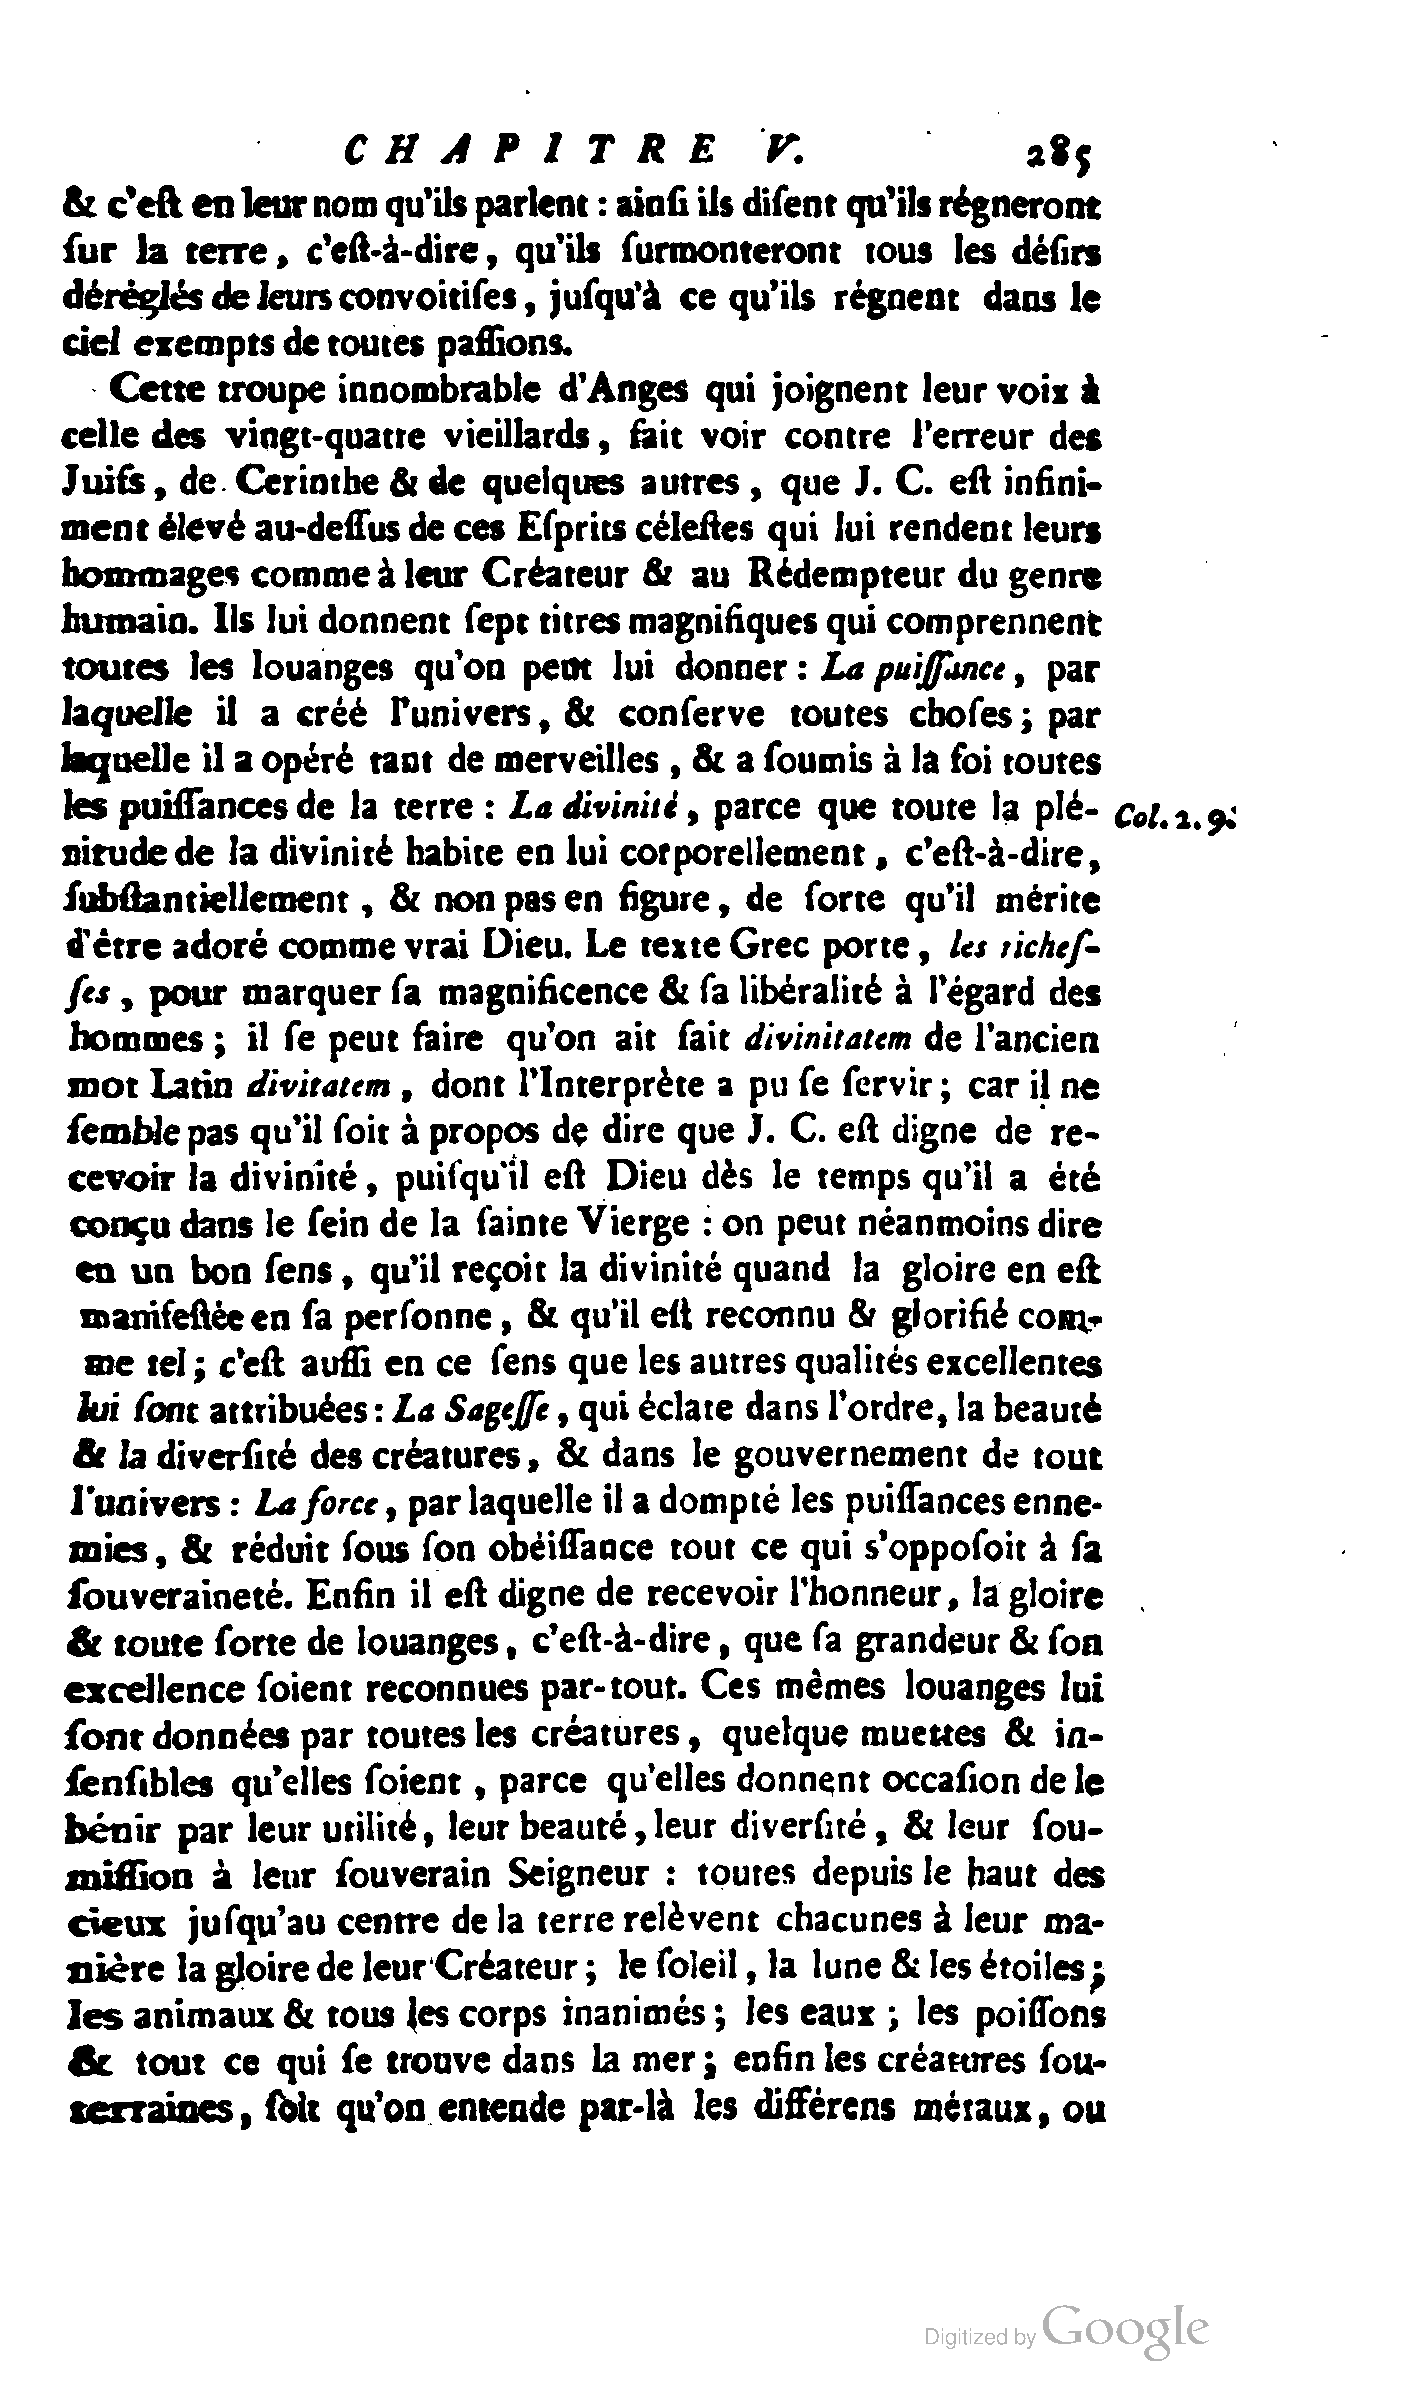 CHAPITRE V. 285
& c'eſt en leur nom qu'ils parlent : ainſi ils diſent qu'ils régneront
ſur la terre, c'eſt-à-dire, qu'ils ſurmonteront tous les déſirs
déréglés de leurs convoitiſes, juſqu'à ce qu'ils régnent dans le
ciel exempts de toutes paſſions.
Cette troupe innombrable d'Anges qui joignent leur voix à
celle des vingt-quatre vieillards, fait voir contre l'erreur des
Juifs, de Cerinthe & de quelques autres, que J. C. eſt infini-
ment élevé au-deſſus de ces Eſprits céleſtes qui lui rendent leurs
hommages comme à leur Créateur & au Rédempteur du genre
humain. Ils lui donnent ſept titres magnifiques qui comprennent
toutes les louanges qu'on peut lui donner : La puiſſance, par
laquelle il a créé l'univers, & conſerve toutes choſes ; par
laquelle il a opéré tant de merveilles, & a ſoumis à la foi toutes
les puiſſances de la terre : La divinité, parce que toute la plé- Col. 2. 9.
nitude de la divinité habite en lui corporellement, c'eſt-à-dire,
ſubſtantiellement, & non pas en figure, de ſorte qu'il mérite
d'être adoré comme vrai Dieu. Le texte Grec porte, les richeſ-
ſes, pour marquer ſa magnificence & ſa libéralité à l'égard des
hommes ; il ſe peut faire qu'on ait fait divinitatem de l'ancien
mot Latin divitatem, dont l'Interprète a pu ſe ſervir ; car il ne
ſemble pas qu'il ſoit à propos de dire que J. C. eſt digne de re-
cevoir la divinité, puiſqu'il eſt Dieu dès le temps qu'il a été
conçu dans le ſein de la ſainte Vierge : on peut néanmoins dire
en un bon ſens, qu'il reçoit la divinité quand la gloire en eſt
manifeſtée en ſa perſonne, & qu'il eſt reconnu & glorifié com-
me tel ; c'eſt auſſi en ce ſens que les autres qualités excellentes
lui ſont attribuées : La Sageſſe, qui éclate dans l'ordre, la beauté
& la diverſité des créatures, & dans le gouvernement de tout
l'univers : La force, par laquelle il a dompté les puiſſances enne-
mies, & réduit ſous ſon obéiſſance tout ce qui s'oppoſoit à ſa
ſouveraineté. Enfin il eſt digne de recevoir l'honneur, la gloire
& toute ſorte de louanges, c'eſt-à-dire, que ſa grandeur & ſon
excellence ſoient reconnues par-tout. Ces mêmes louanges lui
ſont données par toutes les créatures, quelque muettes & in-
ſenſibles qu'elles ſoient, parce qu'elles donnent occaſion de le
bénir par leur utilité, leur beauté, leur diverſité, & leur ſou-
miſſion à leur ſouverain Seigneur : toutes depuis le haut des
cieux juſqu'au centre de la terre relèvent chacunes à leur ma-
nière la gloire de leur Créateur ; le ſoleil, la lune & les étoiles ;
les animaux & tous les corps inanimés ; les eaux ; les poiſſons
& tout ce qui ſe trouve dans la mer ; enfin les créatures ſou-
terraines, ſoit qu'on entende par-là les différens métaux, ou
Digitized by Google